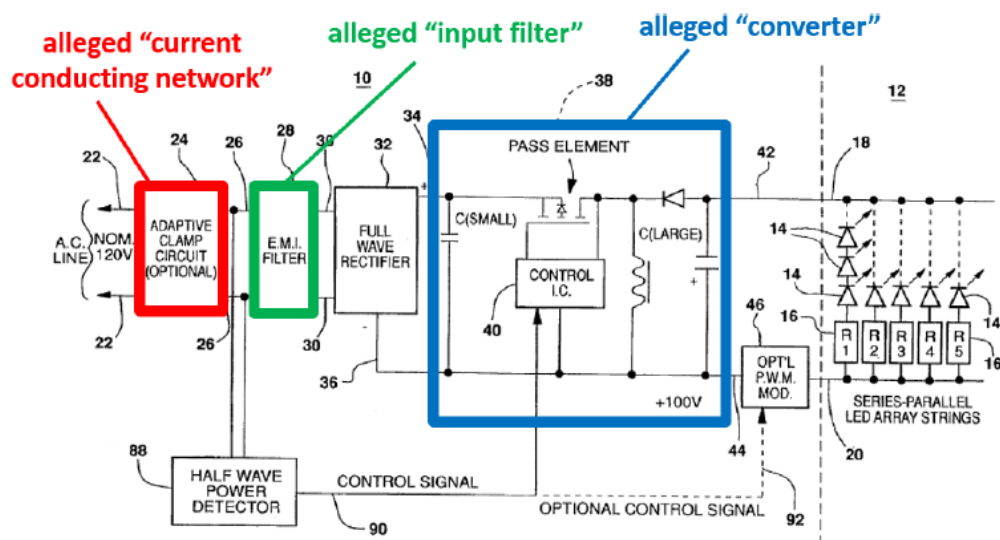 alleged “current
conducting network”
alleged “input filter”
alleged “converter”
10
38
12
24
28
34
22
26
30
32
PASS ELEMENT
42
18
A.C.
LINE
NOM.
120V
ADAPTIVE
CLAMP
CIRCUIT
(OPTIONAL)
E.M.I.
FILTER
FULL
WAVE
RECTIFIER
+
C(SMALL)
C(LARGE)
+
CONTROL
I.C.
40
14
14
14
22
26
30
-
36
46
16
R
1
R
2
R
3
R
4
R
5
16
OPT'L
P.W.M.
MOD.
+100V
44
SERIES-PARALLEL
LED ARRAY STRINGS
20
88
HALF WAVE
POWER
DETECTOR
CONTROL SIGNAL
90
OPTIONAL CONTROL SIGNAL
92